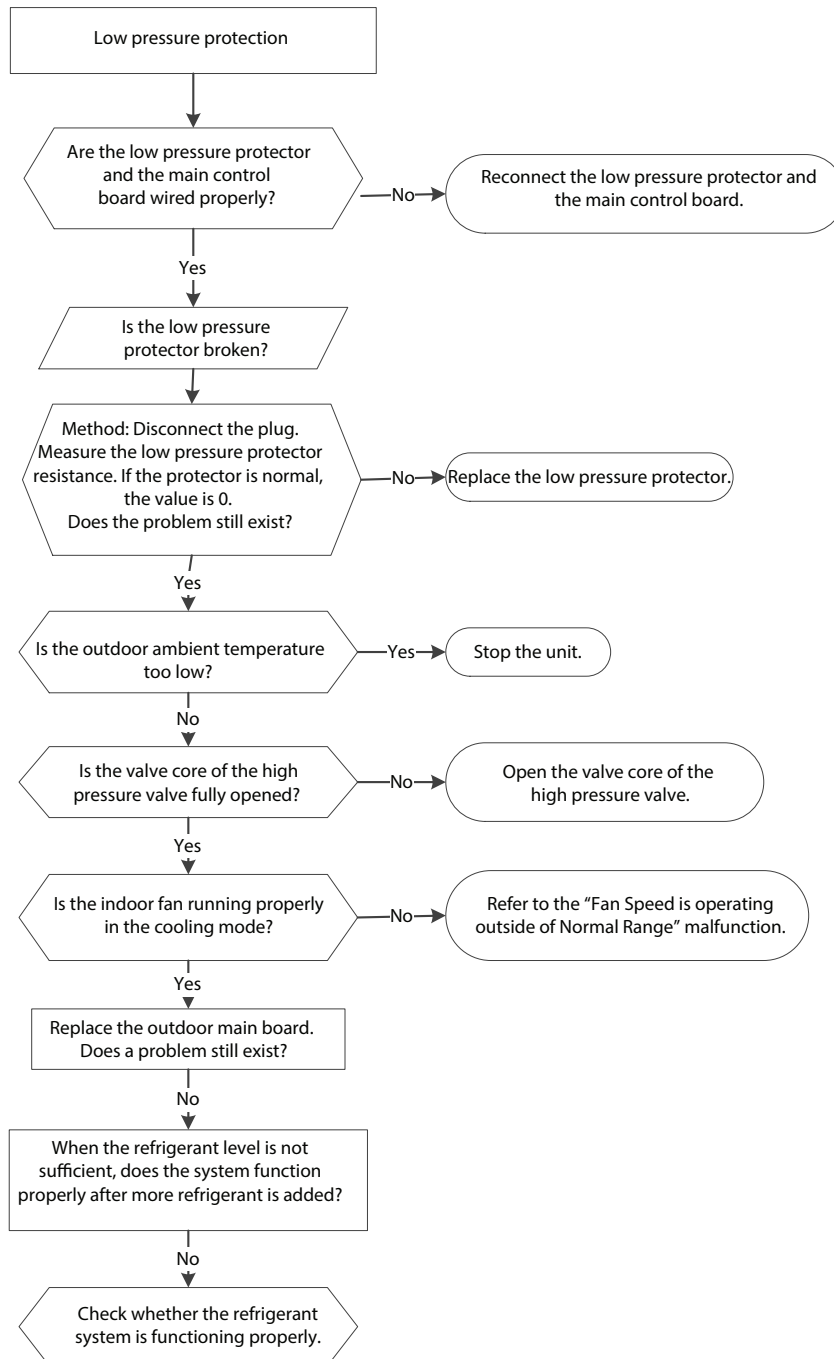 Low pressure protection
Are the low pressure protector
and the main control
board wired properly?
No
Reconnect the low pressure protector and
the main control board.
Yes
Is the low pressure
protector broken?
Method: Disconnect the plug.
Measure the low pressure protector
resistance. If the protector is normal,
the value is 0.
Does the problem still exist?
No
Replace the low pressure protector.
Yes
Is the outdoor ambient temperature
too low?
Yes
Stop the unit.
No
Is the valve core of the high
pressure valve fully opened?
No
Open the valve core of the
high pressure valve.
Yes
Is the indoor fan running properly
in the cooling mode?
No
Refer to the “Fan Speed is operating
outside of Normal Range” malfunction.
Yes
Replace the outdoor main board.
Does a problem still exist?
No
When the refrigerant level is not
sufficient, does the system function
properly after more refrigerant is added?
No
Check whether the refrigerant
system is functioning properly.